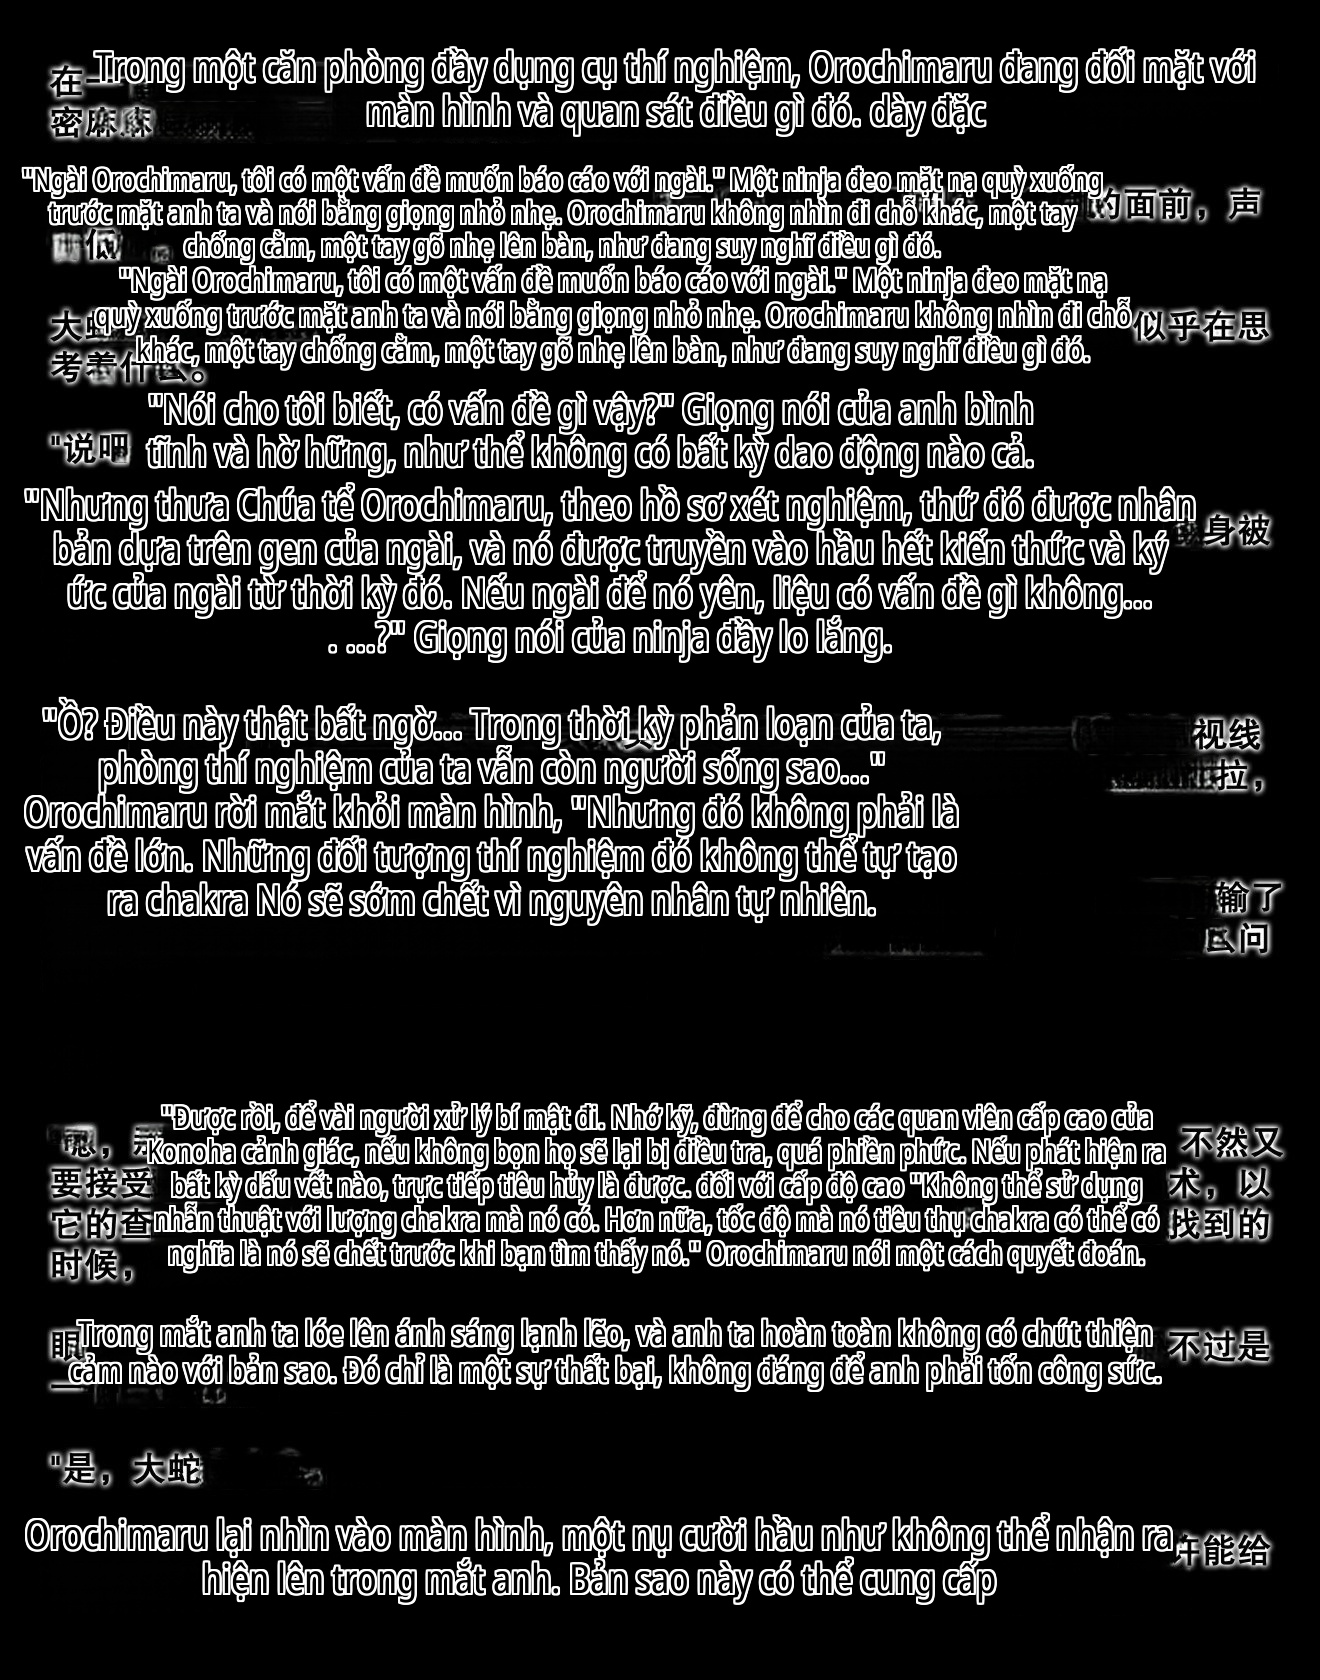 在一 Trong một căn phòng đầy dụng cụ thí nghiệm, Orochimaru đang đối mặt với
密麻麻 màn hình và quan sát điều gì đó. dày đặc
"Ngài Orochimaru, tôi có một vấn đề muốn báo cáo với ngài." Một ninja đeo mặt nạ quỳ xuống
trước mặt anh ta và nói bằng giọng nhỏ nhẹ. Orochimaru không nhìn đi chỗ khác, một tay 的面前，声
低 chống cằm, một tay gõ nhẹ lên bàn, như đang suy nghĩ điều gì đó.
"Ngài Orochimaru, tôi có một vấn đề muốn báo cáo với ngài." Một ninja đeo mặt nạ
大蛇 quỳ xuống trước mặt anh ta và nói bằng giọng nhỏ nhẹ. Orochimaru không nhìn đi chỗ 似乎在思
考着什么。 khác, một tay chống cằm, một tay gõ nhẹ lên bàn, như đang suy nghĩ điều gì đó.
"Nói cho tôi biết, có vấn đề gì vậy?" Giọng nói của anh bình
"说吧 tĩnh và hờ hững, như thể không có bất kỳ dao động nào cả.
"Nhưng thưa Chúa tể Orochimaru, theo hồ sơ xét nghiệm, thứ đó được nhân
bản dựa trên gen của ngài, và nó được truyền vào hầu hết kiến thức và ký 身被
ức của ngài từ thời kỳ đó. Nếu ngài để nó yên, liệu có vấn đề gì không...
. ...?" Giọng nói của ninja đầy lo lắng.
"Ồ? Điều này thật bất ngờ... Trong thời kỳ phản loạn của ta, 视线
phòng thí nghiệm của ta vẫn còn người sống sao..." 拉，
Orochimaru rời mắt khỏi màn hình, "Nhưng đó không phải là
vấn đề lớn. Những đối tượng thí nghiệm đó không thể tự tạo
ra chakra Nó sẽ sớm chết vì nguyên nhân tự nhiên. 输了
么问
"Được rồi, để vài người xử lý bí mật đi. Nhớ kỹ, đừng để cho các quan viên cấp cao của
嗯， Konoha cảnh giác, nếu không bọn họ sẽ lại bị điều tra, quá phiền phức. Nếu phát hiện ra 不然又
要接受 bất kỳ dấu vết nào, trực tiếp tiêu hủy là được. đối với cấp độ cao "Không thể sử dụng 术，以
它的查 nhẫn thuật với lượng chakra mà nó có. Hơn nữa, tốc độ mà nó tiêu thụ chakra có thể có 找到的
时候， nghĩa là nó sẽ chết trước khi bạn tìm thấy nó." Orochimaru nói một cách quyết đoán.
眼 Trong mắt anh ta lóe lên ánh sáng lạnh lẽo, và anh ta hoàn toàn không có chút thiện 不过是
一 cảm nào với bản sao. Đó chỉ là một sự thất bại, không đáng để anh phải tốn công sức.
"是，大蛇
Orochimaru lại nhìn vào màn hình, một nụ cười hầu như không thể nhận ra 许能给
hiện lên trong mắt anh. Bản sao này có thể cung cấp